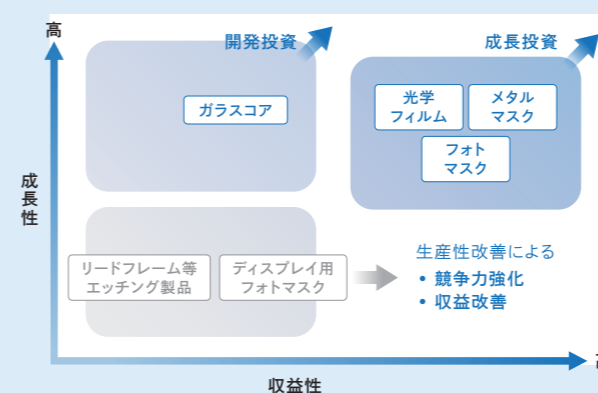 高
開発投資
成長投資
ガラスコア
光学
フィルム
メタル
マスク
フォト
マスク
成長性
リードフレーム等
エッチング製品
ディスプレイ用
フォトマスク
生産性改善による
• 競争力強化
• 収益改善
収益性